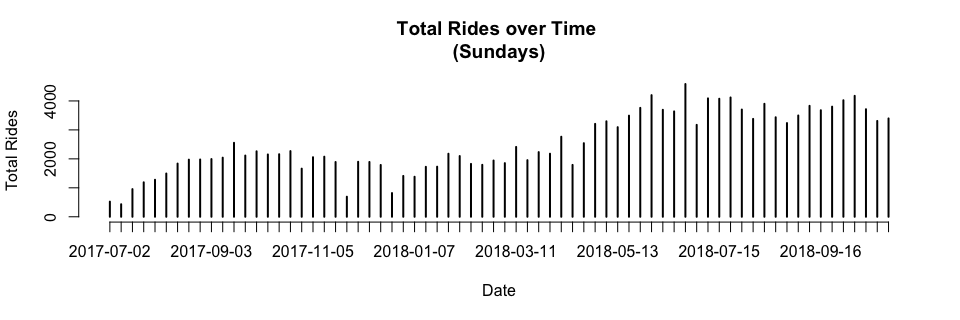 Total Rides over Time
(Sundays)
Total Rides
4000
2000
0
2017-07-02 2017-09-03 2017-11-05 2018-01-07 2018-03-11 2018-05-13 2018-07-15 2018-09-16
Date